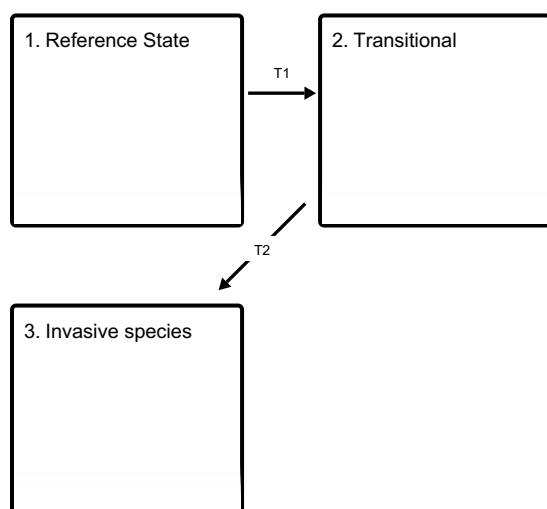 1. Reference State
T1
2. Transitional
T2
3. Invasive species